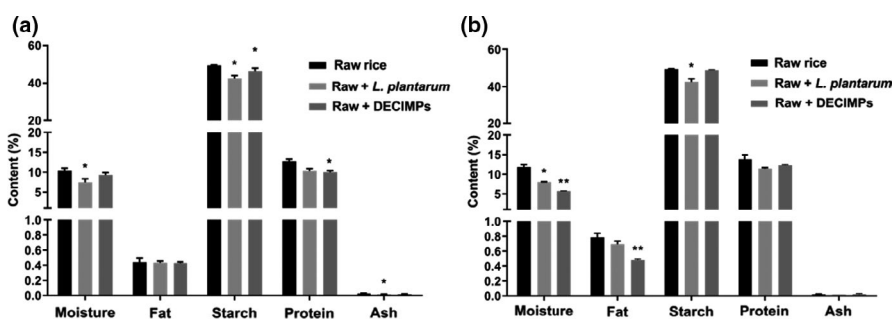 (a)
60
40
20
20
15
10
5
1.0
0.8
0.6
0.4
0.2
0.0
Content (%)
* * * * *
Raw rice
Raw + L. plantarum
Raw + DECIMPs
Moisture Fat Starch Protein Ash
(b)
60
40
20
20
15
10
5
1.0
0.8
0.6
0.4
0.2
0.0
Content (%)
* ** ** *
Raw rice
Raw + L. plantarum
Raw + DECIMPs
Moisture Fat Starch Protein Ash